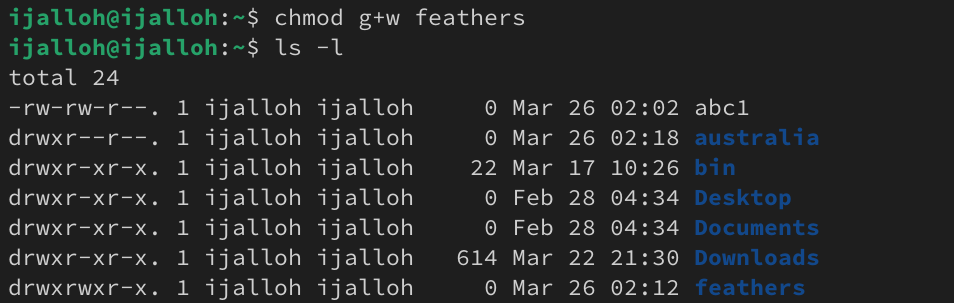 ijalloh@ijalloh:~$ chmod g+w feathers
ijalloh@ijalloh:~$ ls -l
total 24
-rw-rw-r--. 1 ijalloh ijalloh     0 Mar 26 02:02 abc1
drwxr--r--. 1 ijalloh ijalloh     0 Mar 26 02:18 australia
drwxr-xr-x. 1 ijalloh ijalloh    22 Mar 17 10:26 bin
drwxr-xr-x. 1 ijalloh ijalloh     0 Feb 28 04:34 Desktop
drwxr-xr-x. 1 ijalloh ijalloh     0 Feb 28 04:34 Documents
drwxr-xr-x. 1 ijalloh ijalloh   614 Mar 22 21:30 Downloads
drwxrwxr-x. 1 ijalloh ijalloh     0 Mar 26 02:12 feathers